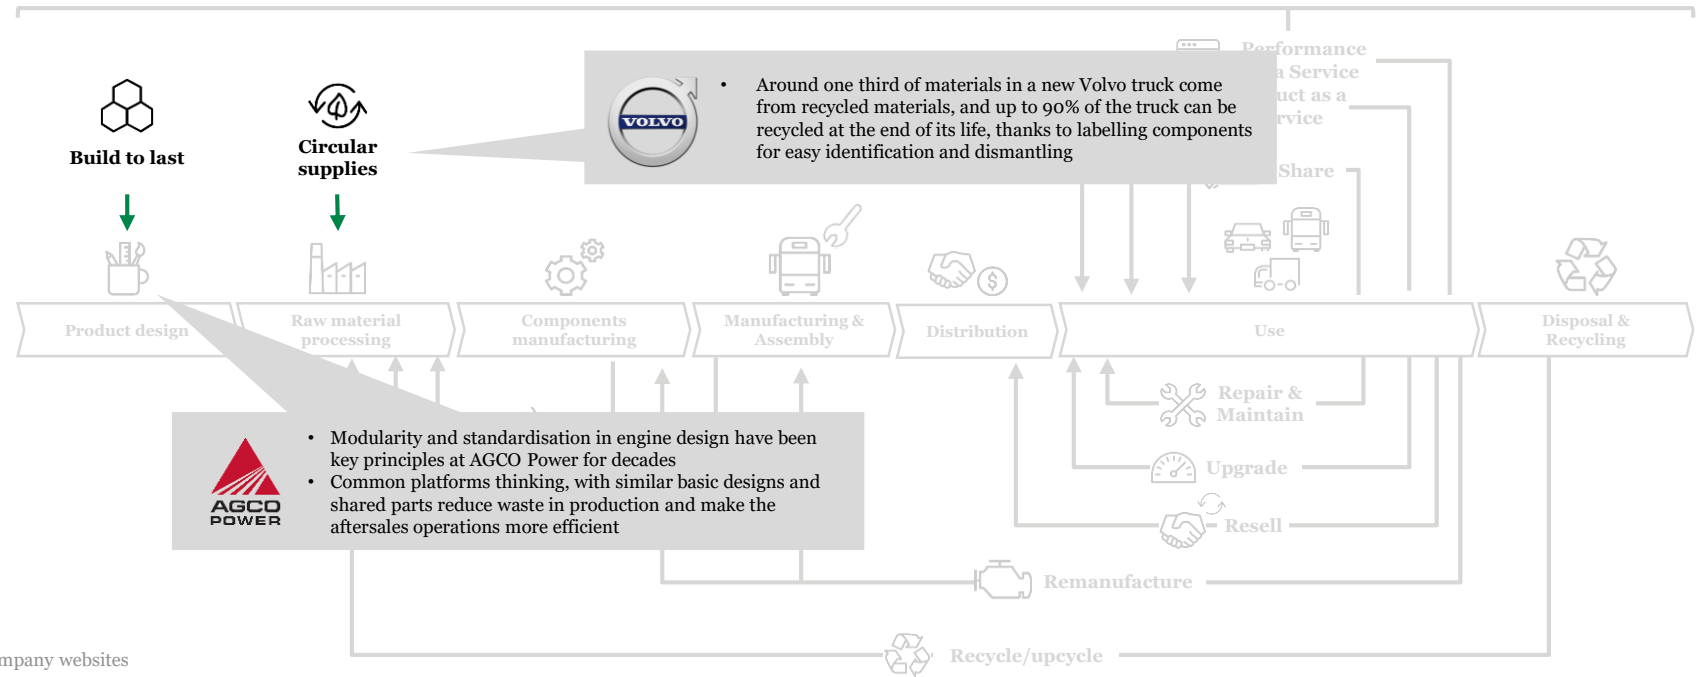 Performance
a Service
uct as a
rvice
Build to last
Circular
supplies
VOLVO
• Around one third of materials in a new Volvo truck come
from recycled materials, and up to 90% of the truck can be
recycled at the end of its life, thanks to labelling components
for easy identification and dismantling
Share
$
Product design
Raw material
processing
Components
manufacturing
Manufacturing &
Assembly
Distribution
Use
Disposal &
Recycling
Repair &
Maintain
AGCO
POWER
• Modularity and standardisation in engine design have been
key principles at AGCO Power for decades
• Common platforms thinking, with similar basic designs and
shared parts reduce waste in production and make the
aftersales operations more efficient
Upgrade
Resell
Remanufacture
Recycle/upcycle
mpany websites